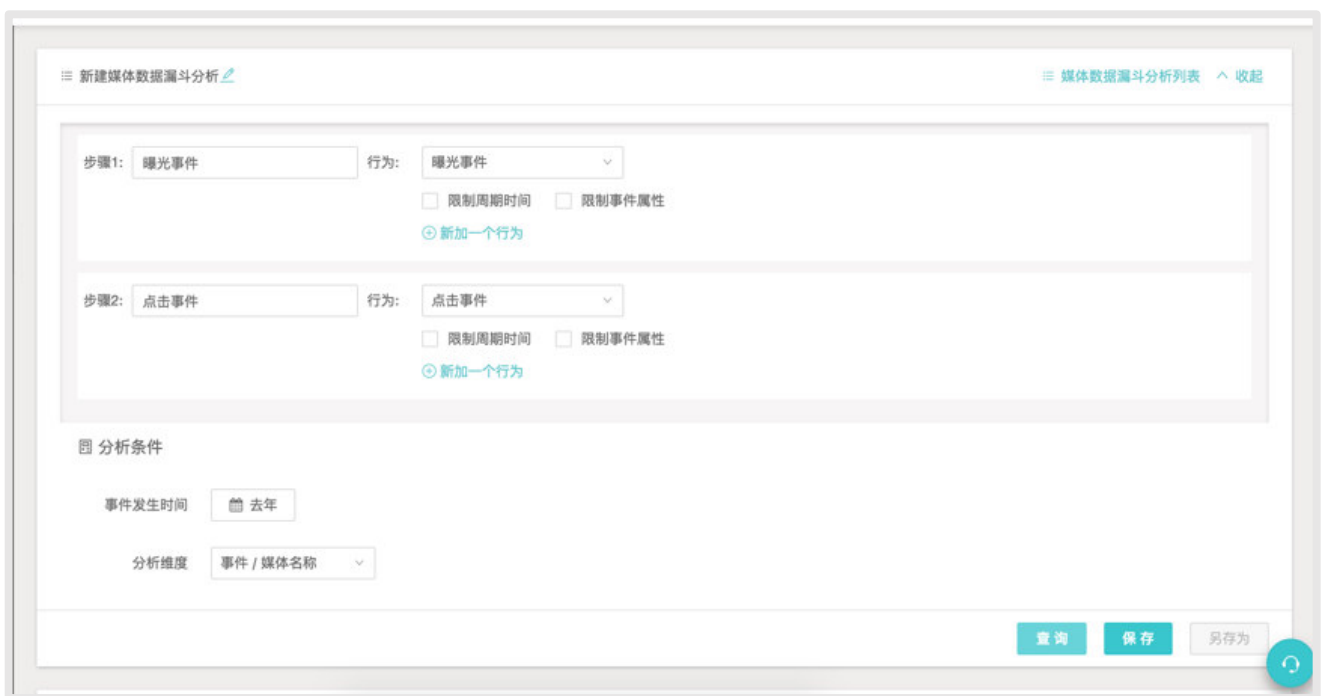 新建媒体数据漏斗分析 媒体数据漏斗分析列表 收起
步骤1: 曝光事件 行为: 曝光事件
限制周期时间 限制事件属性
新加一个行为
步骤2: 点击事件 行为: 点击事件
限制周期时间 限制事件属性
新加一个行为
分析条件
事件发生时间 去年
分析维度 事件 / 媒体名称
查询 保存 另存为